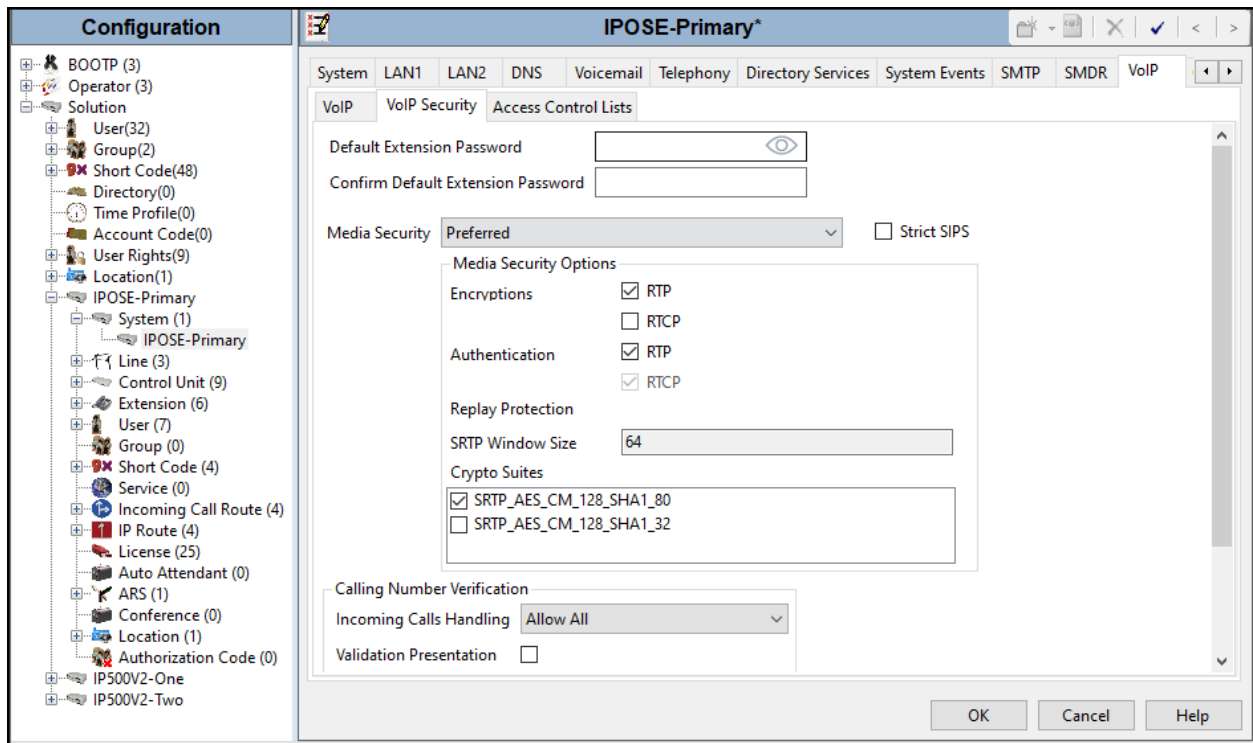 Configuration
BOOTP (3)
Operator (3)
Solution
User(32)
Group(2)
Short Code(48)
Directory(0)
Time Profile(0)
Account Code(0)
User Rights(9)
Location(1)
IPOSE-Primary
System (1)
IPOSE-Primary
Line (3)
Control Unit (9)
Extension (6)
User (7)
Group (0)
Short Code (4)
Service (0)
Incoming Call Route (4)
IP Route (4)
License (25)
Auto Attendant (0)
ARS (1)
Conference (0)
Location (1)
Authorization Code (0)
IP500V2-One
IP500V2-Two
IPOSE-Primary*
System LAN1 LAN2 DNS Voicemail Telephony Directory Services System Events SMTP SMDR VoIP
VoIP VoIP Security Access Control Lists
Default Extension Password
Confirm Default Extension Password
Media Security Preferred Strict SIPS
Media Security Options
Encryptions RTP
RTCP
Authentication RTP
RTCP
Replay Protection
SRTP Window Size 64
Crypto Suites
SRTP_AES_CM_128_SHA1_80
SRTP_AES_CM_128_SHA1_32
Calling Number Verification
Incoming Calls Handling Allow All
Validation Presentation
OK Cancel Help